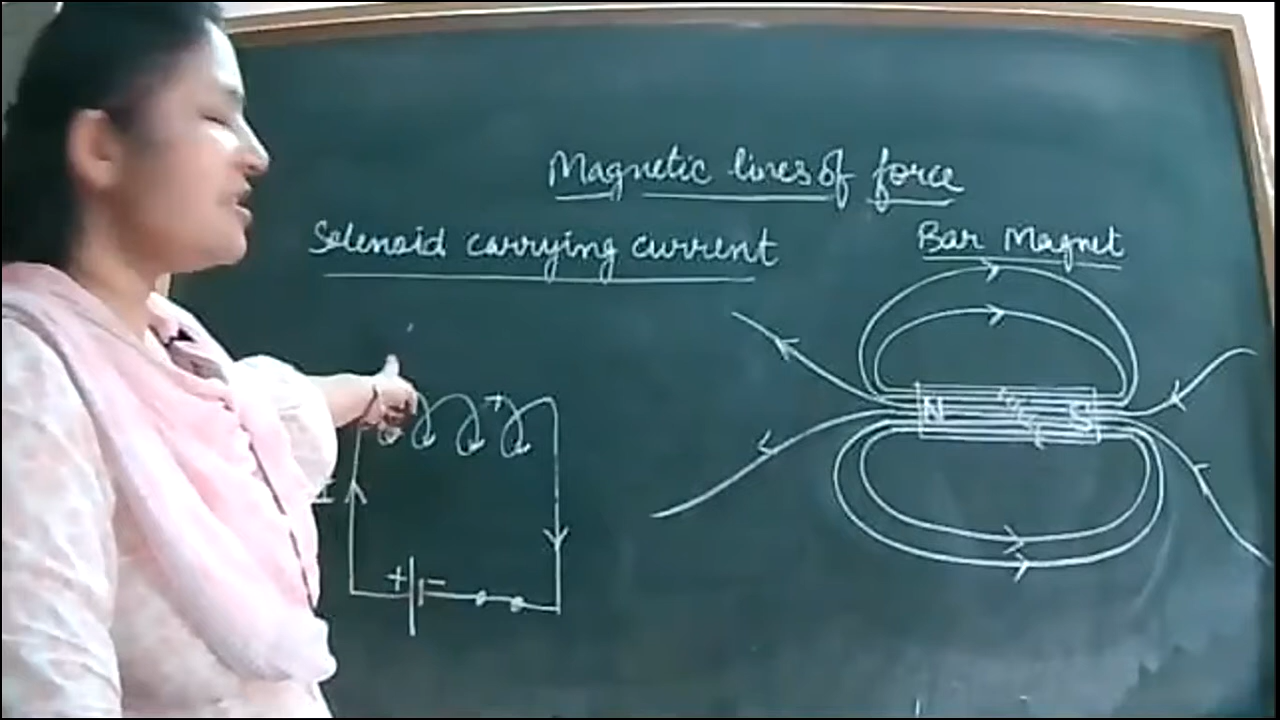 Magnetic lines of force
Solenoid carrying current
Bar Magnet
N S
I
+ -